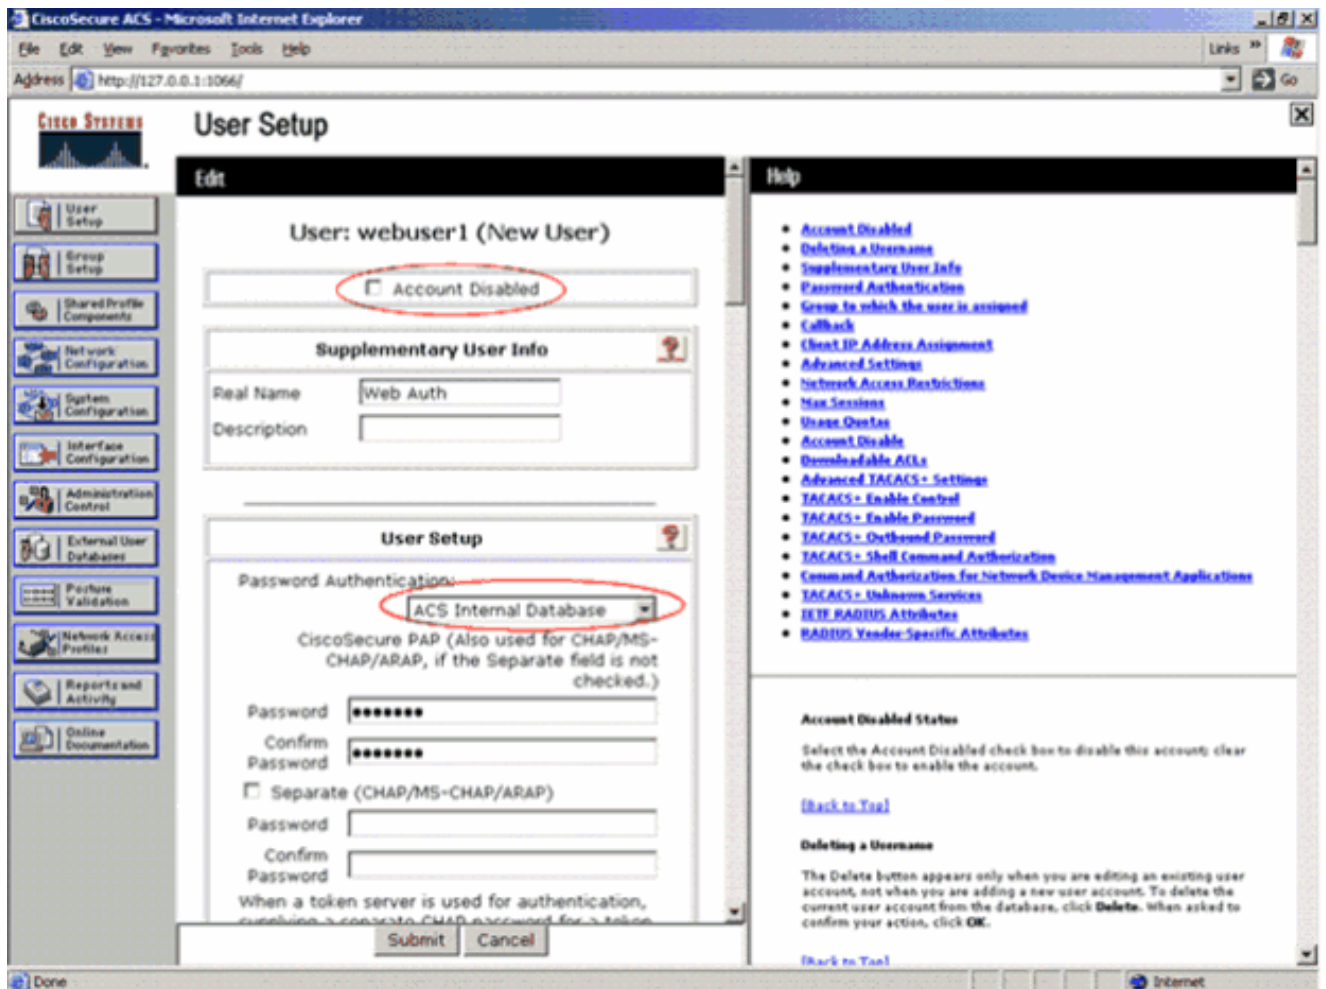 CiscoSecure ACS - Microsoft Internet Explorer
File Edit View Favorites Tools Help
Links »
Address http://127.0.0.1:1066/
Go
CISCO SYSTEMS
User Setup
User Setup
Group Setup
Shared Profile Components
Network Configuration
System Configuration
Interface Configuration
Administration Control
External User Databases
Posture Validation
Network Access Profiles
Reports and Activity
Online Documentation
Edit
User: webuser1 (New User)
Account Disabled
Supplementary User Info
?
Real Name Web Auth
Description
User Setup
?
Password Authentication:
ACS Internal Database
CiscoSecure PAP (Also used for CHAP/MS-
CHAP/ARAP, if the Separate field is not
checked.)
Password •••••••
Confirm
Password •••••••
Separate (CHAP/MS-CHAP/ARAP)
Password
Confirm
Password
When a token server is used for authentication,
supplying a separate CHAP password for a token
Submit Cancel
Help
• Account Disabled
• Deleting a Username
• Supplementary User Info
• Password Authentication
• Group to which the user is assigned
• Callback
• Client IP Address Assignment
• Advanced Settings
• Network Access Restrictions
• Max Sessions
• Usage Quotas
• Account Disable
• Downloadable ACLs
• Advanced TACACS+ Settings
• TACACS+ Enable Control
• TACACS+ Enable Password
• TACACS+ Outbound Password
• TACACS+ Shell Command Authorization
• Command Authorization for Network Device Management Applications
• TACACS+ Unknown Services
• IETF RADIUS Attributes
• RADIUS Vendor-Specific Attributes
Account Disabled Status
Select the Account Disabled check box to disable this account; clear
the check box to enable the account.
[Back to Top]
Deleting a Username
The Delete button appears only when you are editing an existing user
account, not when you are adding a new user account. To delete the
current user account from the database, click Delete. When asked to
confirm your action, click OK.
[Back to Top]
Done
Internet